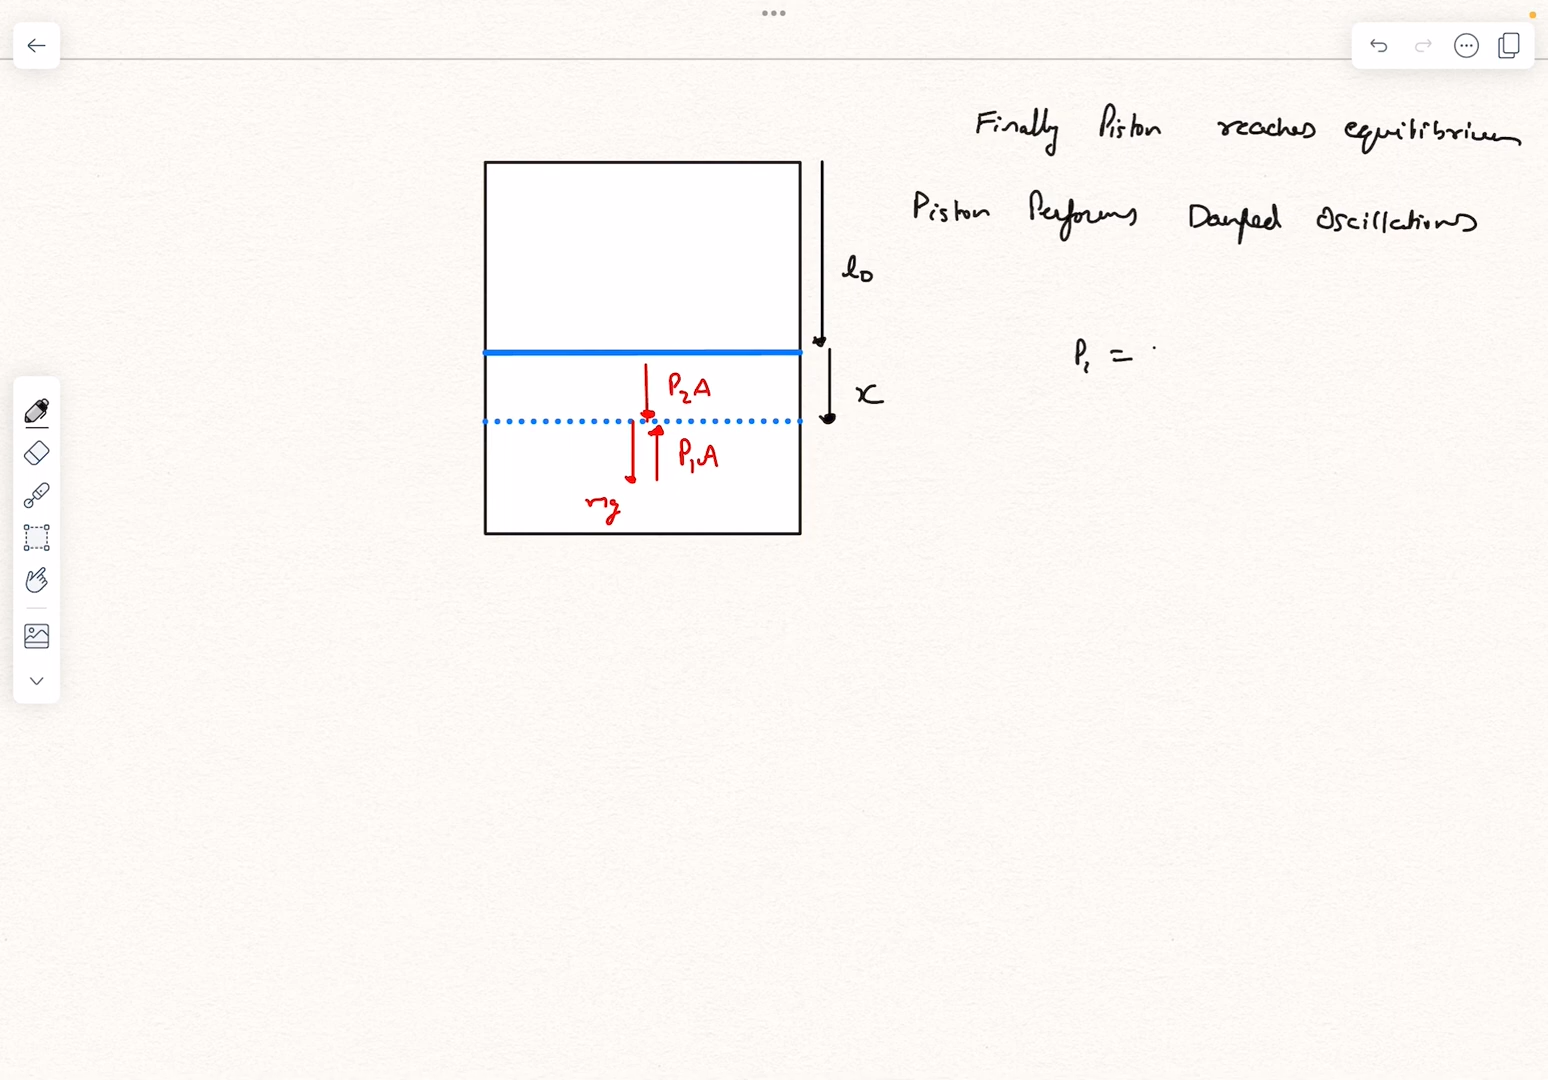 Finally Piston reaches equilibrium
Piston Performs Damped Oscillations
l₀
P₁ =
P₂A
x
P₁A
mg